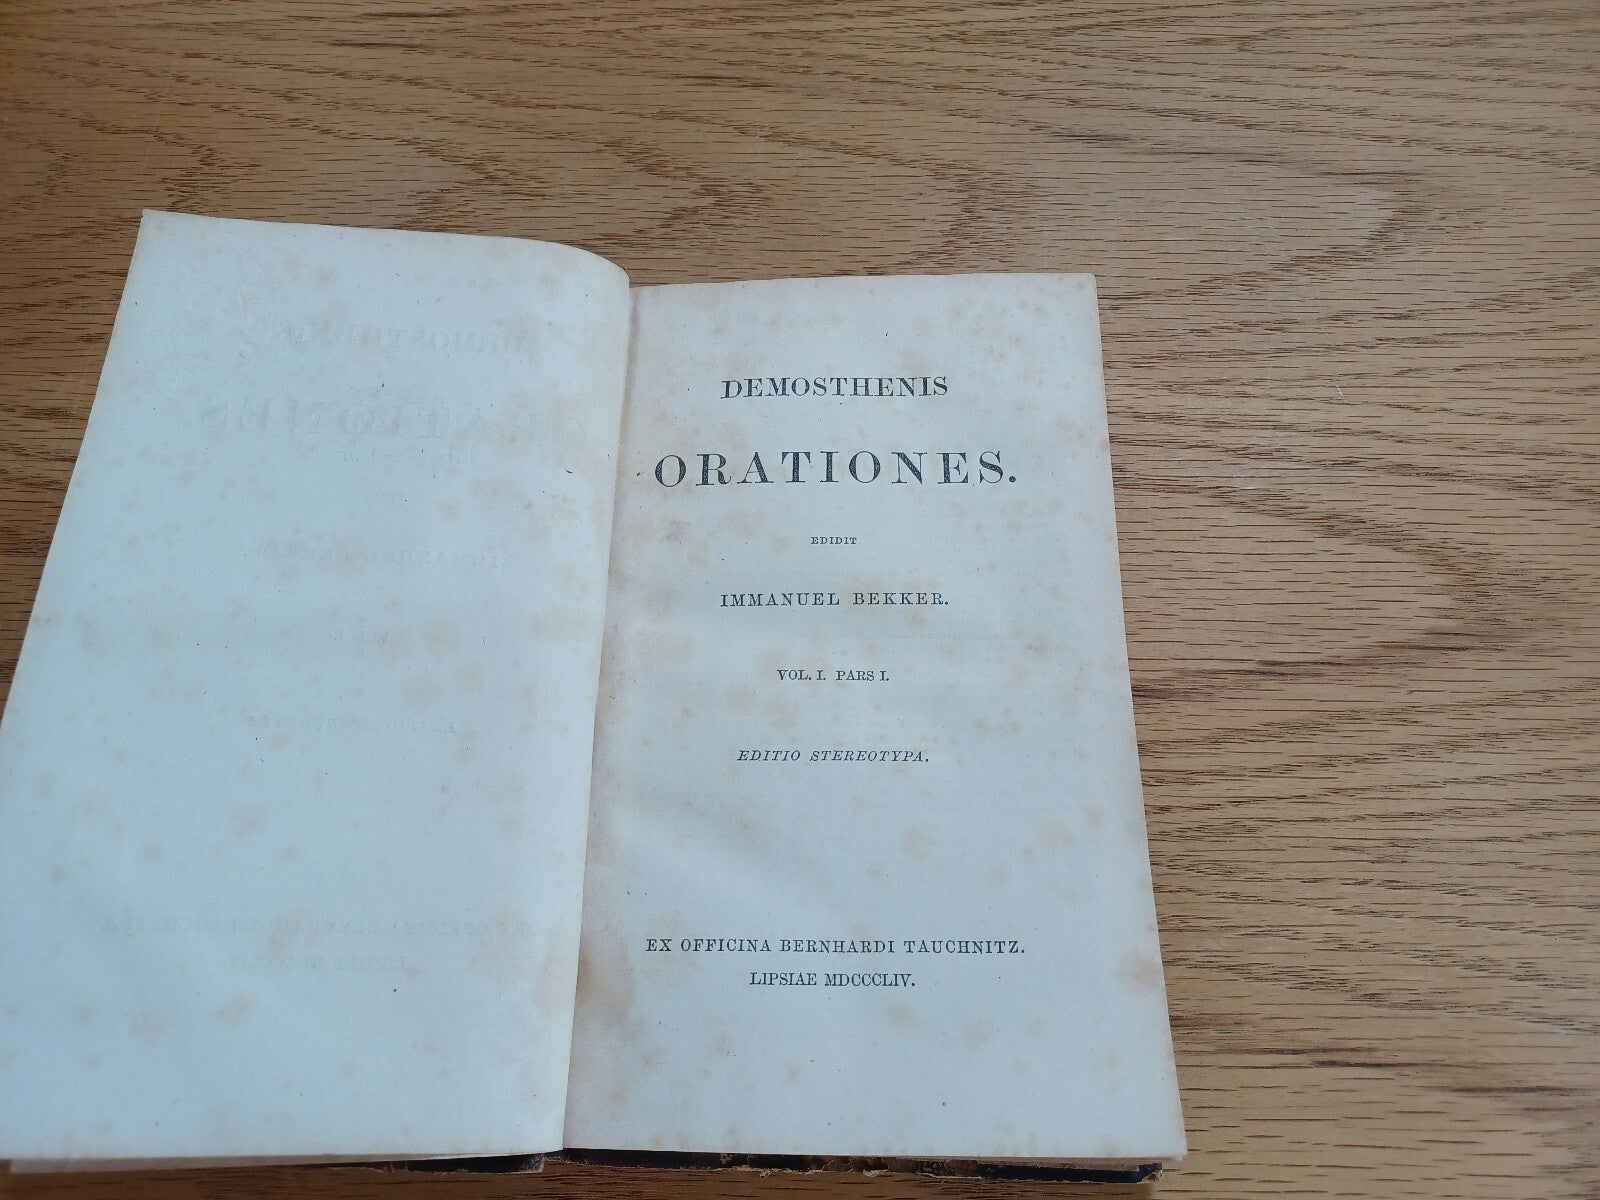 DEMOSTHENIS
ORATIONES.
EDIDIT
IMMANUEL BEKKER.
VOL. I. PARS I.
EDITIO STEREOTYPA.
EX OFFICINA BERNHARDI TAUCHNITZ.
LIPSIAE MDCCCLIV.